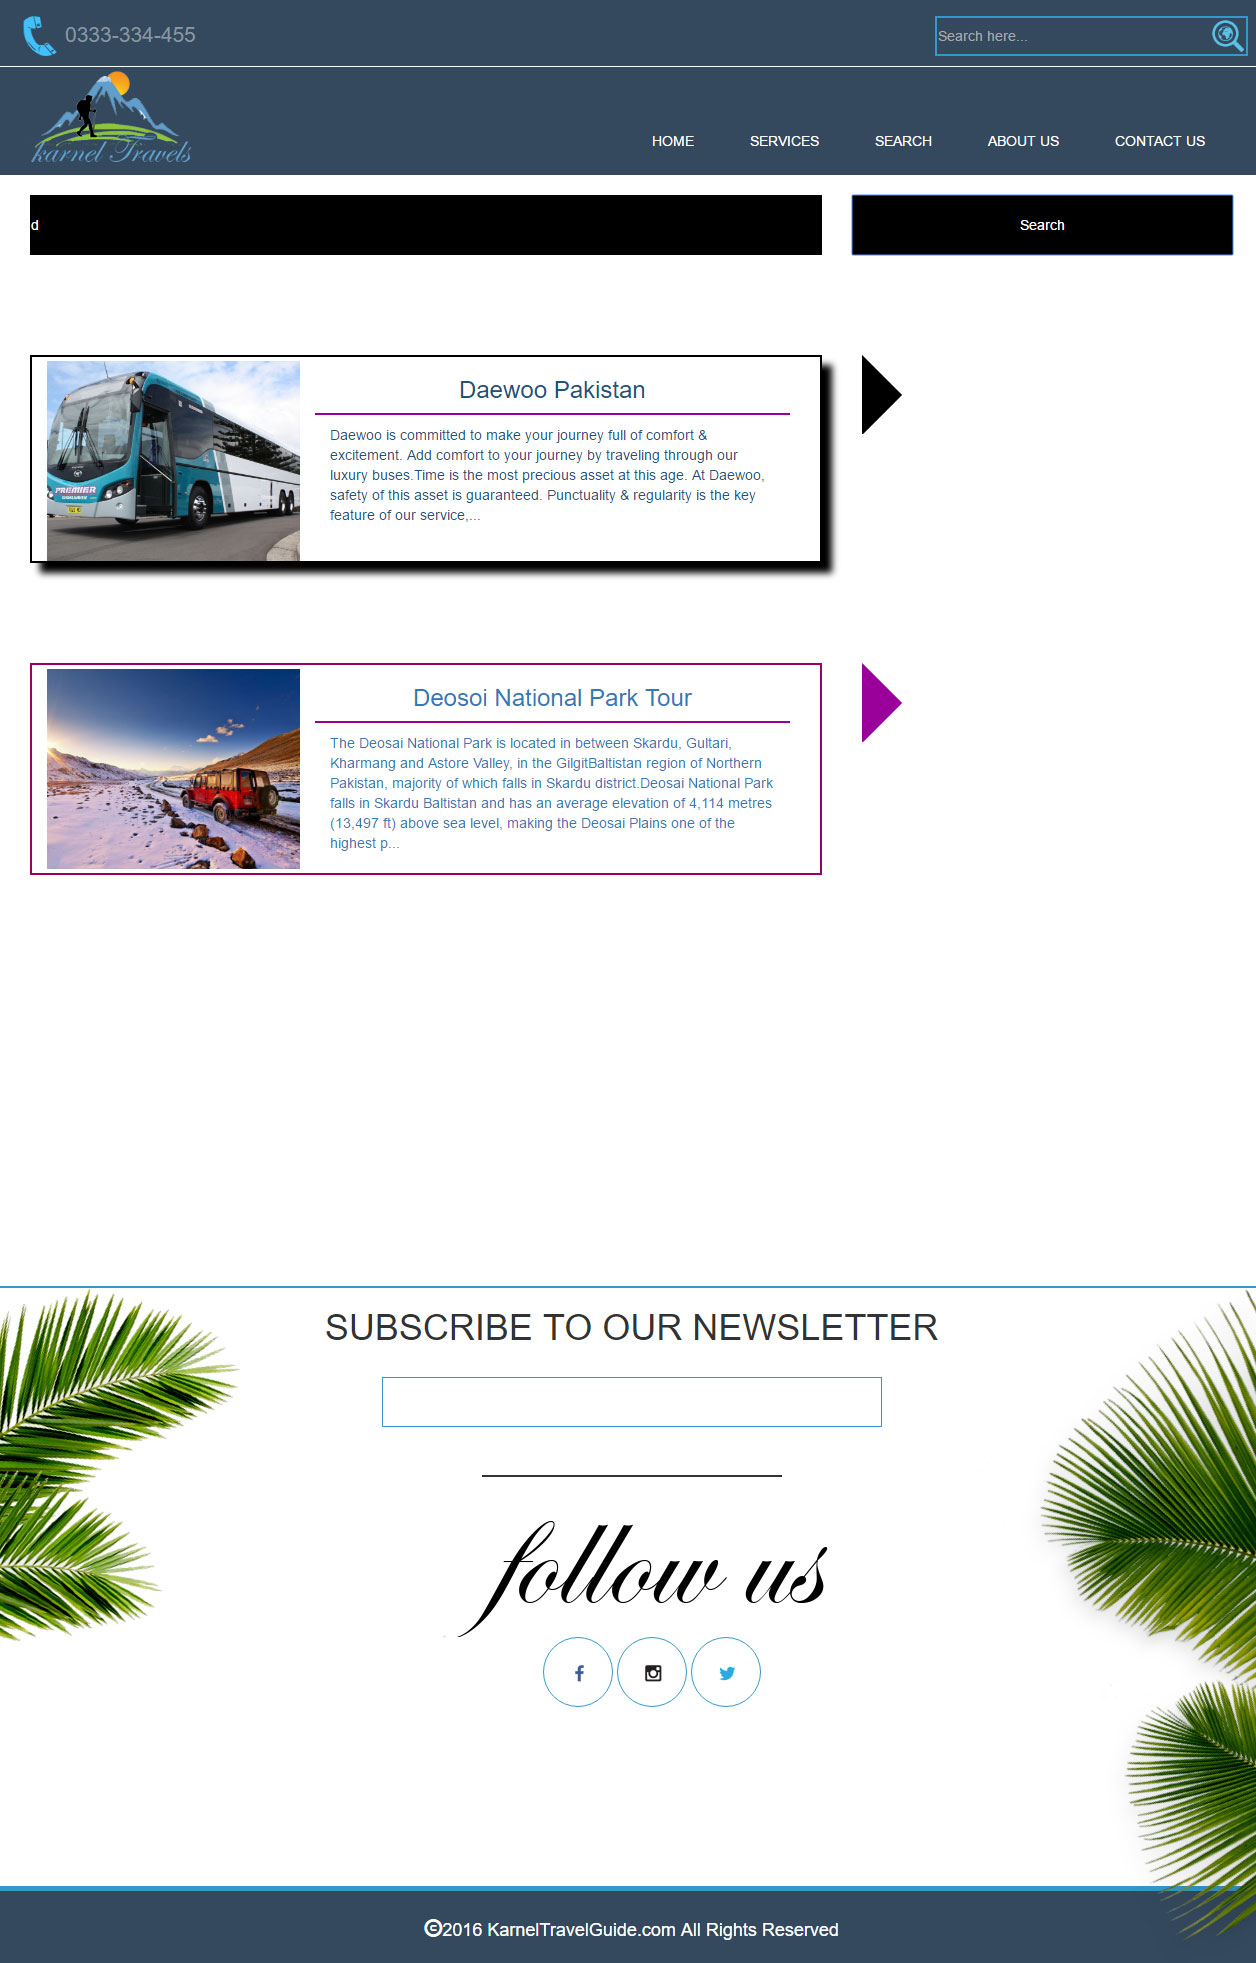 0333-334-455
Search here...
karnel Travels
HOME
SERVICES
SEARCH
ABOUT US
CONTACT US
d
Search
PREMIER
Daewoo Pakistan
Daewoo is committed to make your journey full of comfort &
excitement. Add comfort to your journey by traveling through our
luxury buses.Time is the most precious asset at this age. At Daewoo,
safety of this asset is guaranteed. Punctuality & regularity is the key
feature of our service,...
Deosoi National Park Tour
The Deosai National Park is located in between Skardu, Gultari,
Kharmang and Astore Valley, in the GilgitBaltistan region of Northern
Pakistan, majority of which falls in Skardu district.Deosai National Park
falls in Skardu Baltistan and has an average elevation of 4,114 metres
(13,497 ft) above sea level, making the Deosai Plains one of the
highest p...
SUBSCRIBE TO OUR NEWSLETTER
follow us
©2016 KarnelTravelGuide.com All Rights Reserved